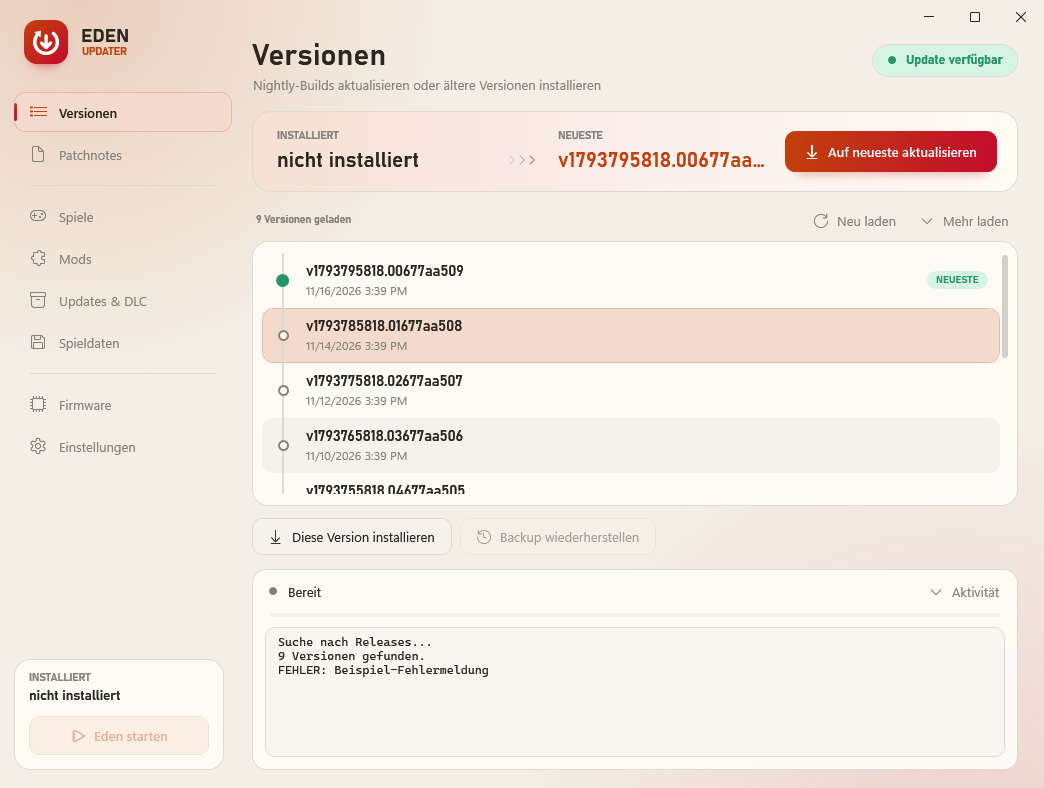 EDEN
UPDATER
Versionen
Patchnotes
Spiele
Mods
Updates & DLC
Spieldaten
Firmware
Einstellungen
INSTALLIERT
nicht installiert
Eden starten
Versionen
Nightly-Builds aktualisieren oder ältere Versionen installieren
Update verfügbar
INSTALLIERT
nicht installiert
NEUESTE
v1793795818.00677aa...
Auf neueste aktualisieren
9 Versionen geladen
Neu laden
Mehr laden
v1793795818.00677aa509
11/16/2026 3:39 PM
NEUESTE
v1793785818.01677aa508
11/14/2026 3:39 PM
v1793775818.02677aa507
11/12/2026 3:39 PM
v1793765818.03677aa506
11/10/2026 3:39 PM
v1793755818.04677aa505
Diese Version installieren
Backup wiederherstellen
Bereit
Aktivität
Suche nach Releases...
9 Versionen gefunden.
FEHLER: Beispiel-Fehlermeldung